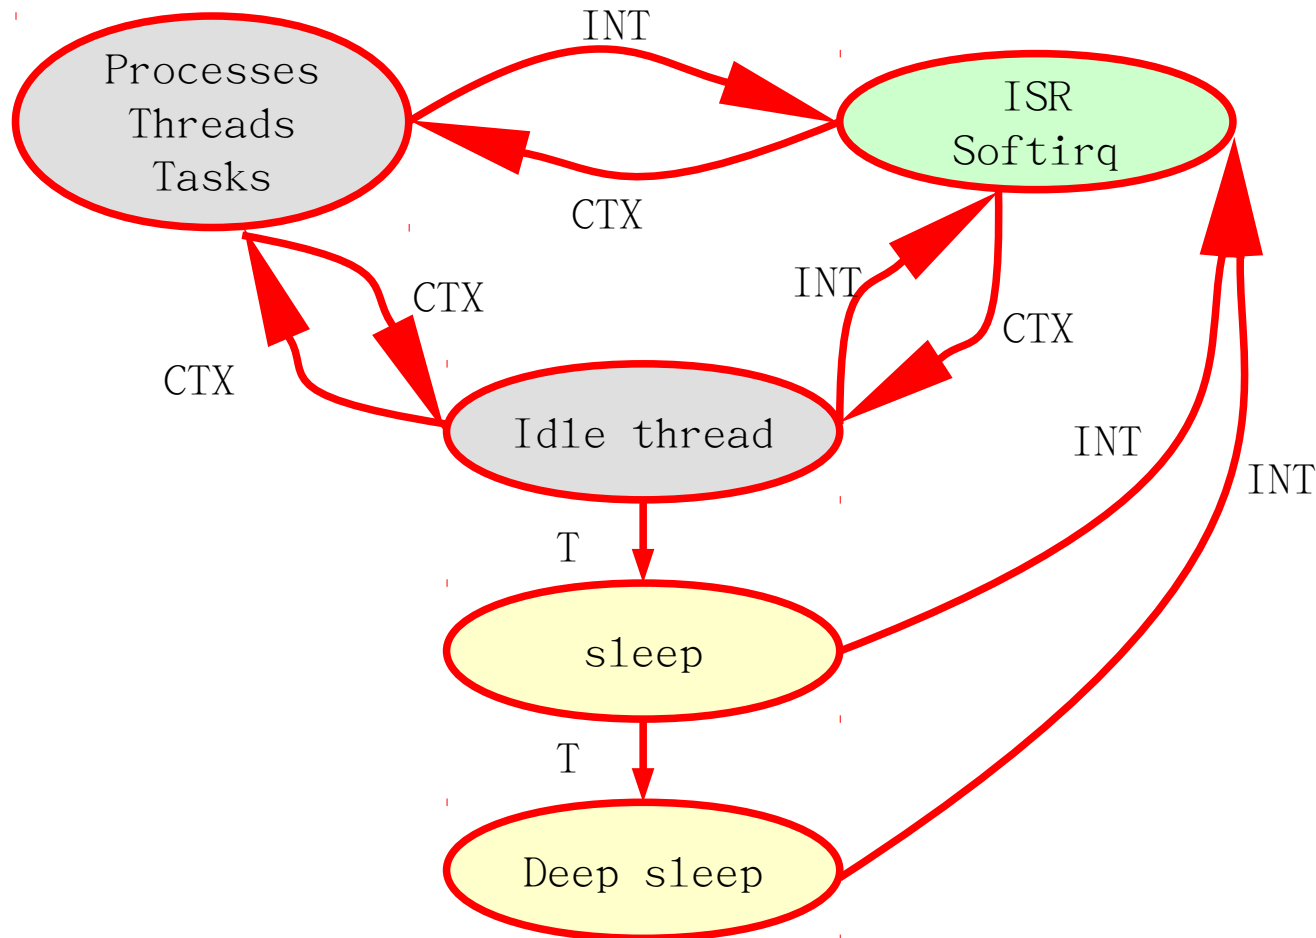 INT
Processes
Threads
Tasks
ISR
Softirq
CTX
INT
CTX
CTX
CTX
Idle thread
INT
INT
T
sleep
T
Deep sleep